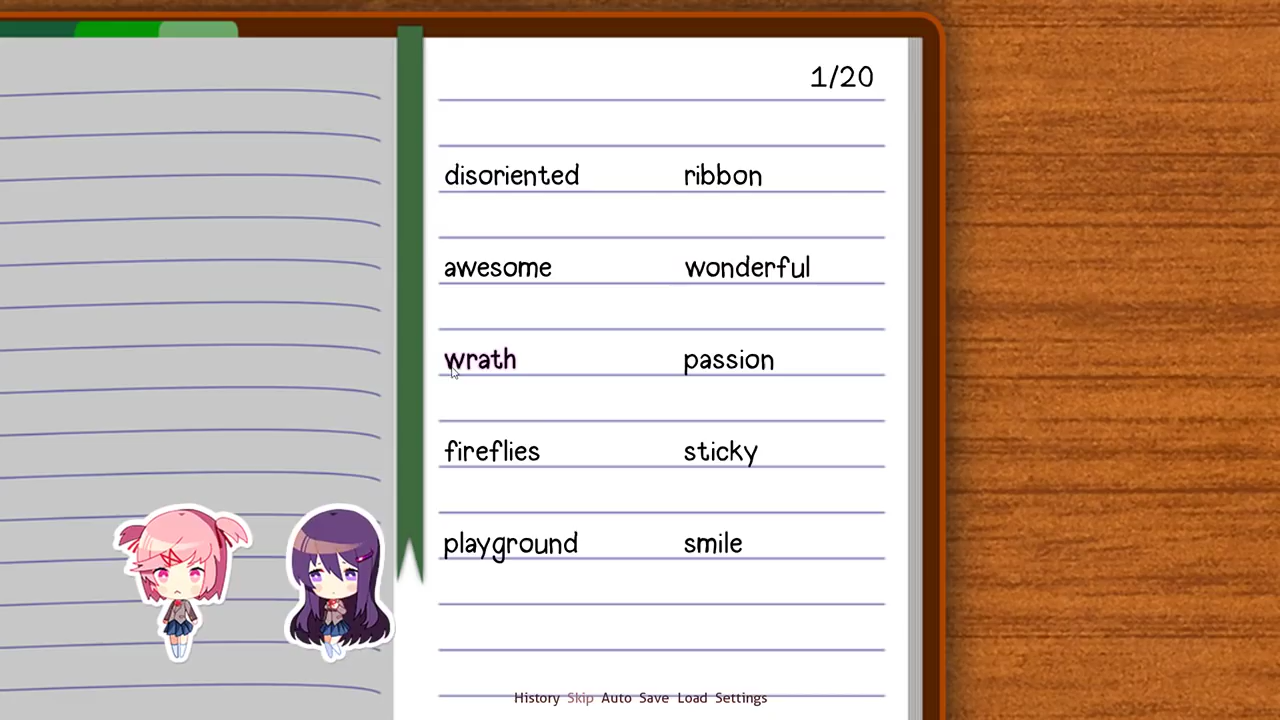 1/20
disoriented ribbon
awesome wonderful
wrath passion
fireflies sticky
playground smile
History Skip Auto Save Load Settings